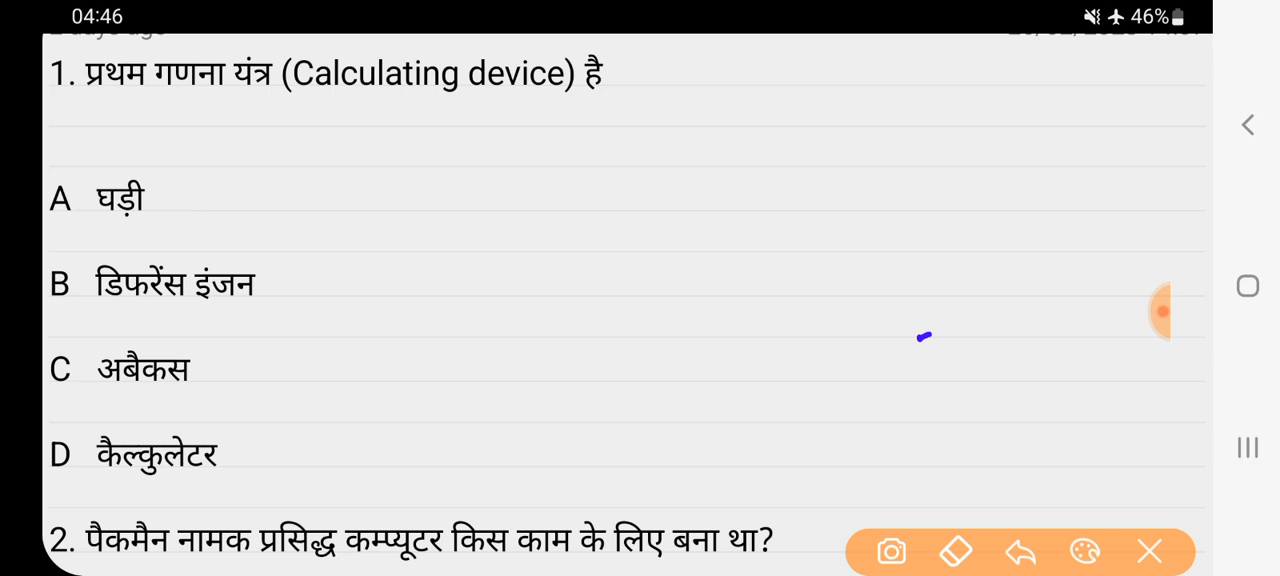 04:46 46%
1. प्रथम गणना यंत्र (Calculating device) है
A घड़ी
B डिफरेंस इंजन
C अबैकस
D कैल्कुलेटर
2. पैकमैन नामक प्रसिद्ध कम्प्यूटर किस काम के लिए बना था?